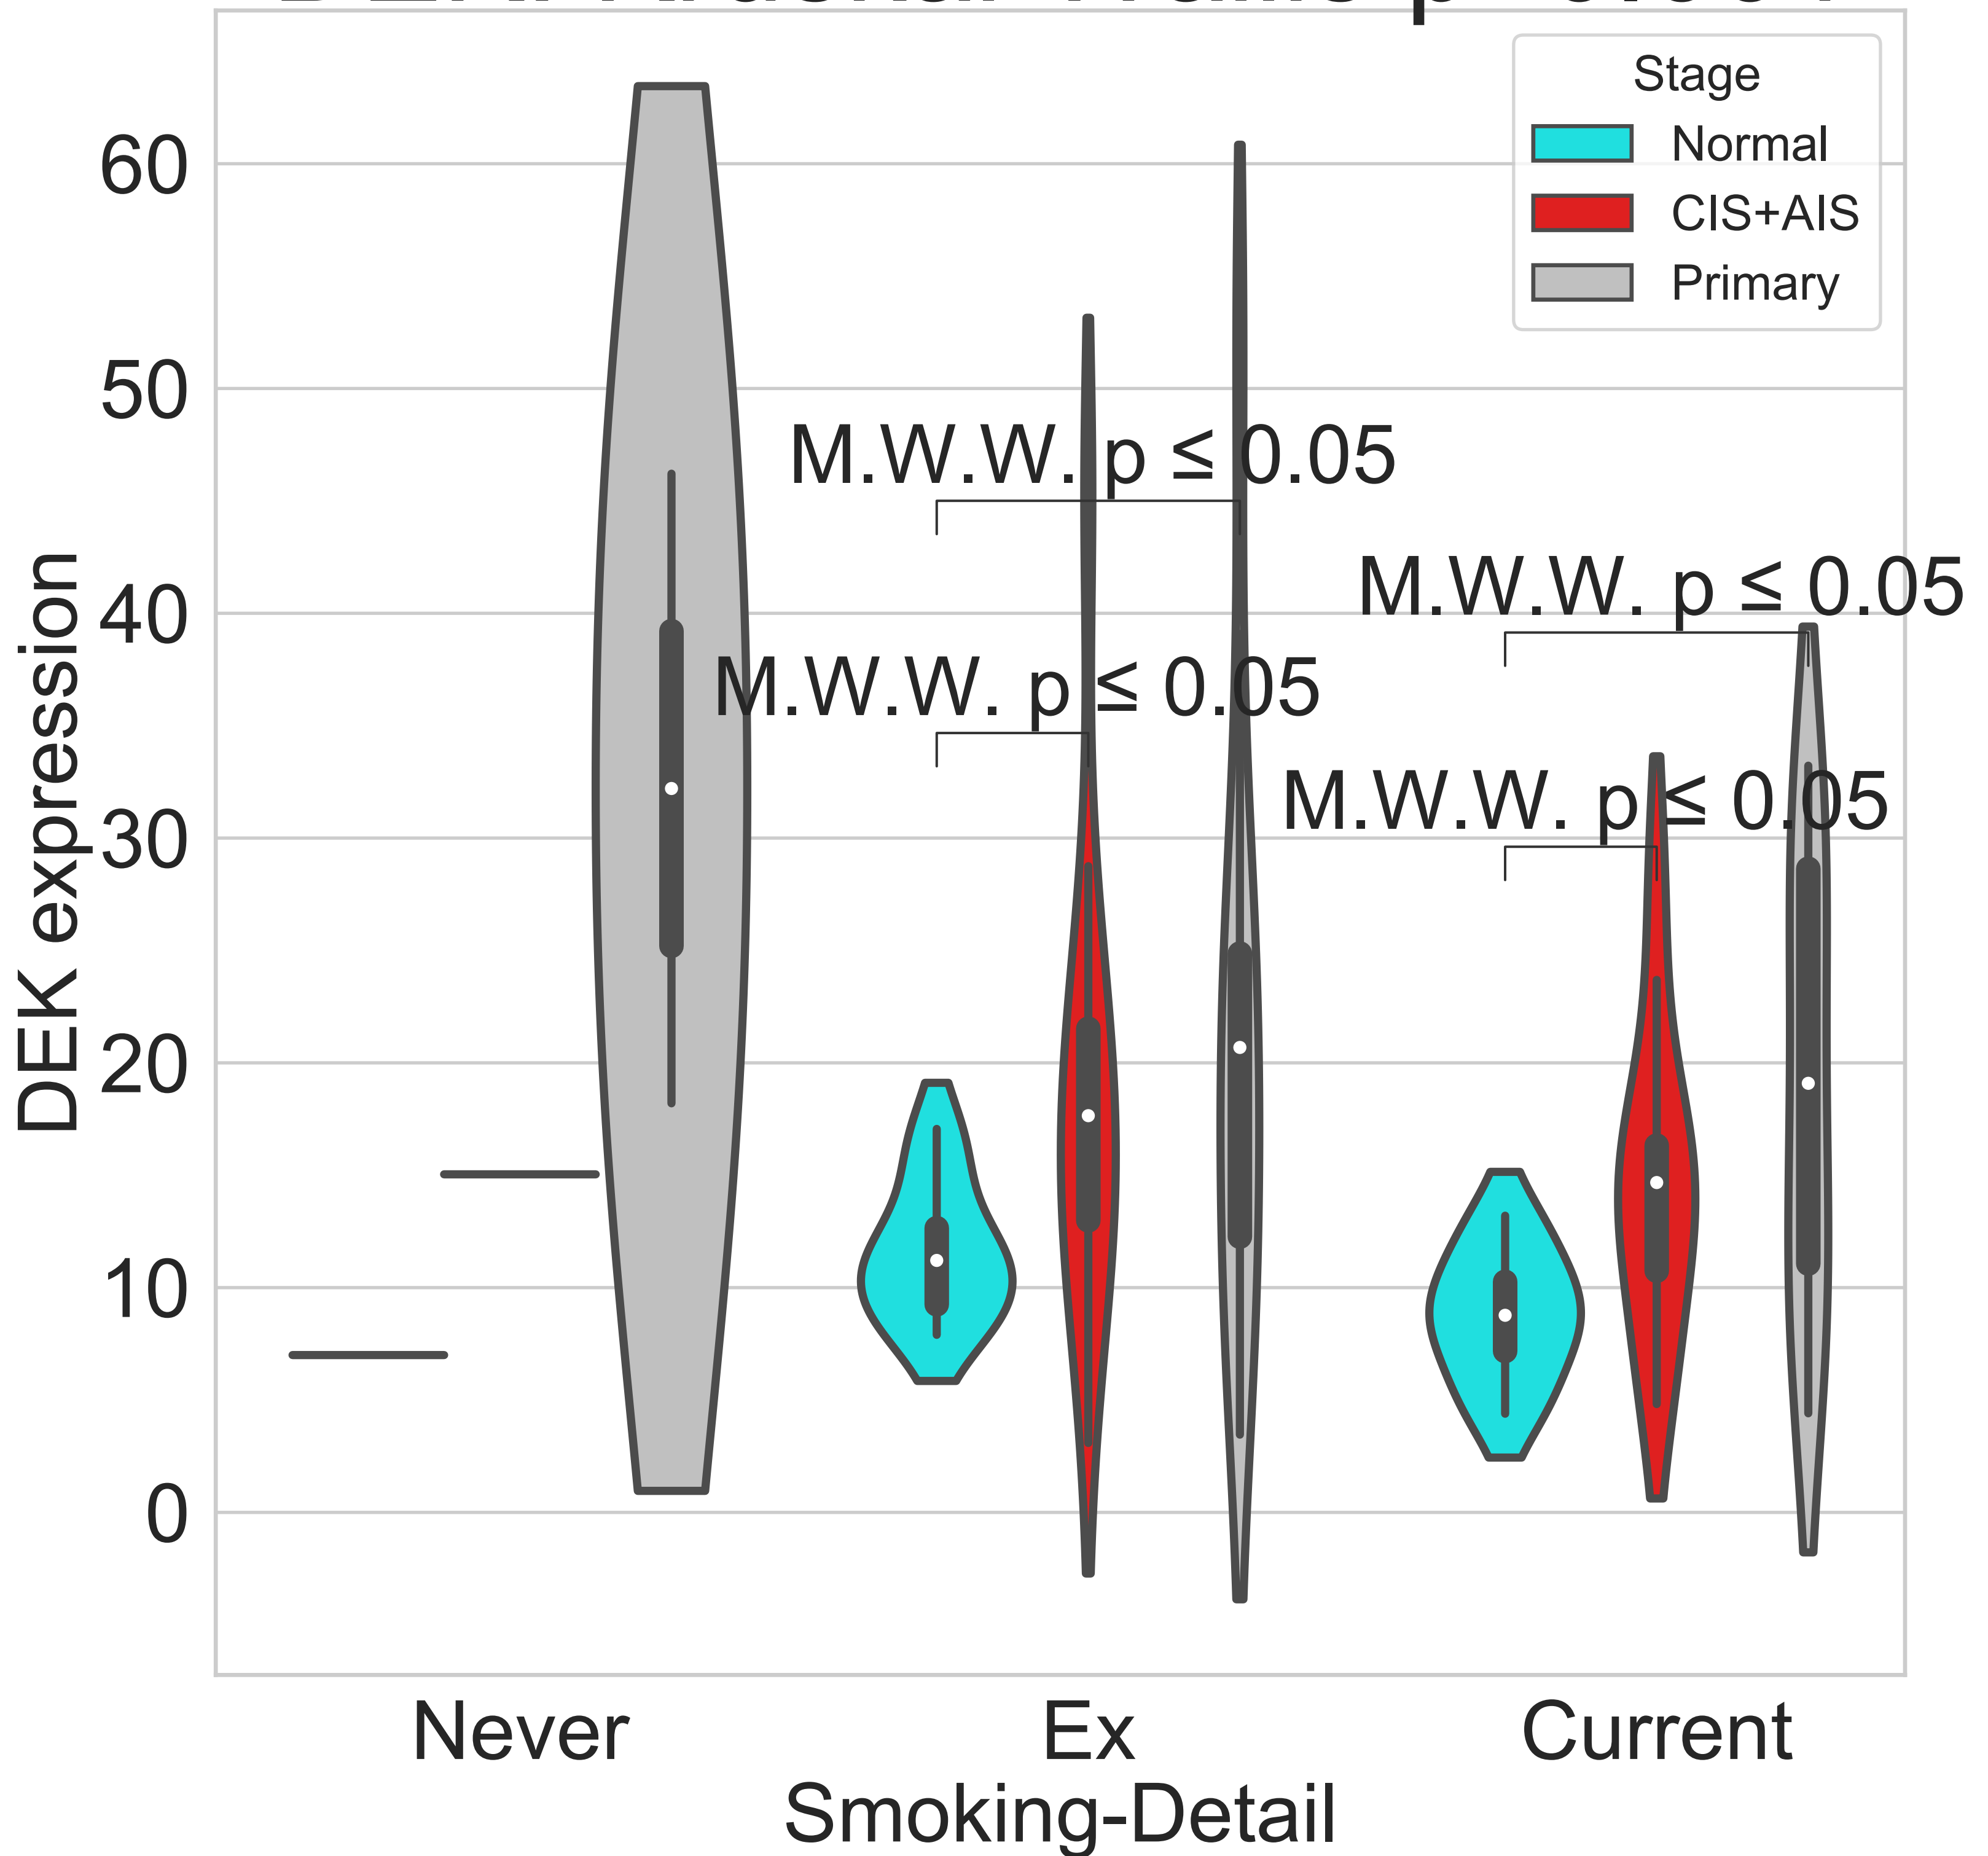 Stage
Normal
CIS+AIS
Primary
60
50
40
30
20
10
0
DEK expression
M.W.W. p ≤ 0.05
M.W.W. p ≤ 0.05
M.W.W. p ≤ 0.05
M.W.W. p ≤ 0.05
Never
Ex
Current
Smoking-Detail